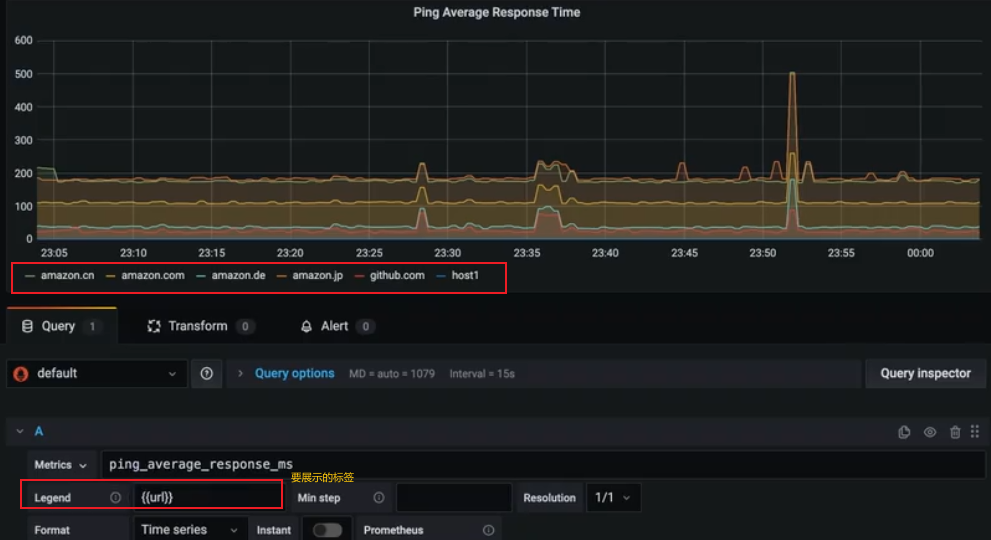 Ping Average Response Time
600
500
400
300
200
100
0
23:05 23:10 23:15 23:20 23:25 23:30 23:35 23:40 23:45 23:50 23:55 00:00
amazon.cn amazon.com amazon.de amazon.jp github.com host1
Query 1 Transform 0 Alert 0
default Query options MD = auto = 1079 Interval = 15s Query inspector
A
Metrics ping_average_response_ms
要展示的标签
Legend {{url}} Min step Resolution 1/1
Format Time series Instant Prometheus